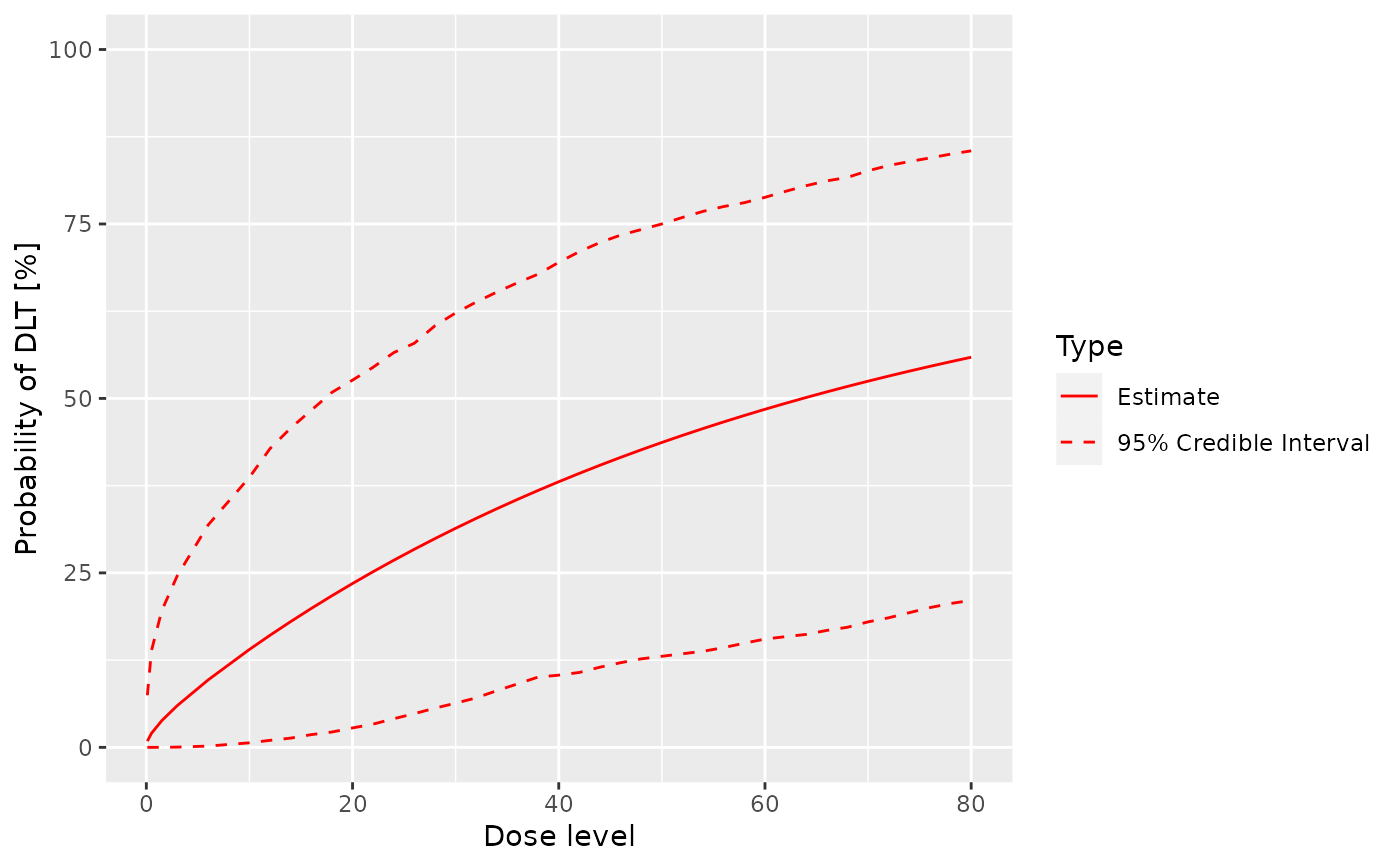 Probability of DLT [%]
100
75
50
25
0
0 20 40 60 80
Dose level
Type
Estimate
95% Credible Interval